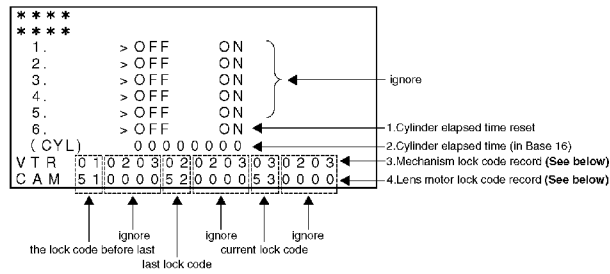 ****
****
1. >OFF ON
2. >OFF ON
3. >OFF ON
4. >OFF ON
5. >OFF ON
ignore
6. >OFF ON
1.Cylinder elapsed time reset
(CYL) 00000000
2.Cylinder elapsed time (in Base 16)
VTR 01 0203 02 0203 03 0203
3.Mechanism lock code record (See below)
CAM 51 0000 52 0000 53 0000
4.Lens motor lock code record (See below)
ignore ignore ignore
the lock code before last current lock code
last lock code